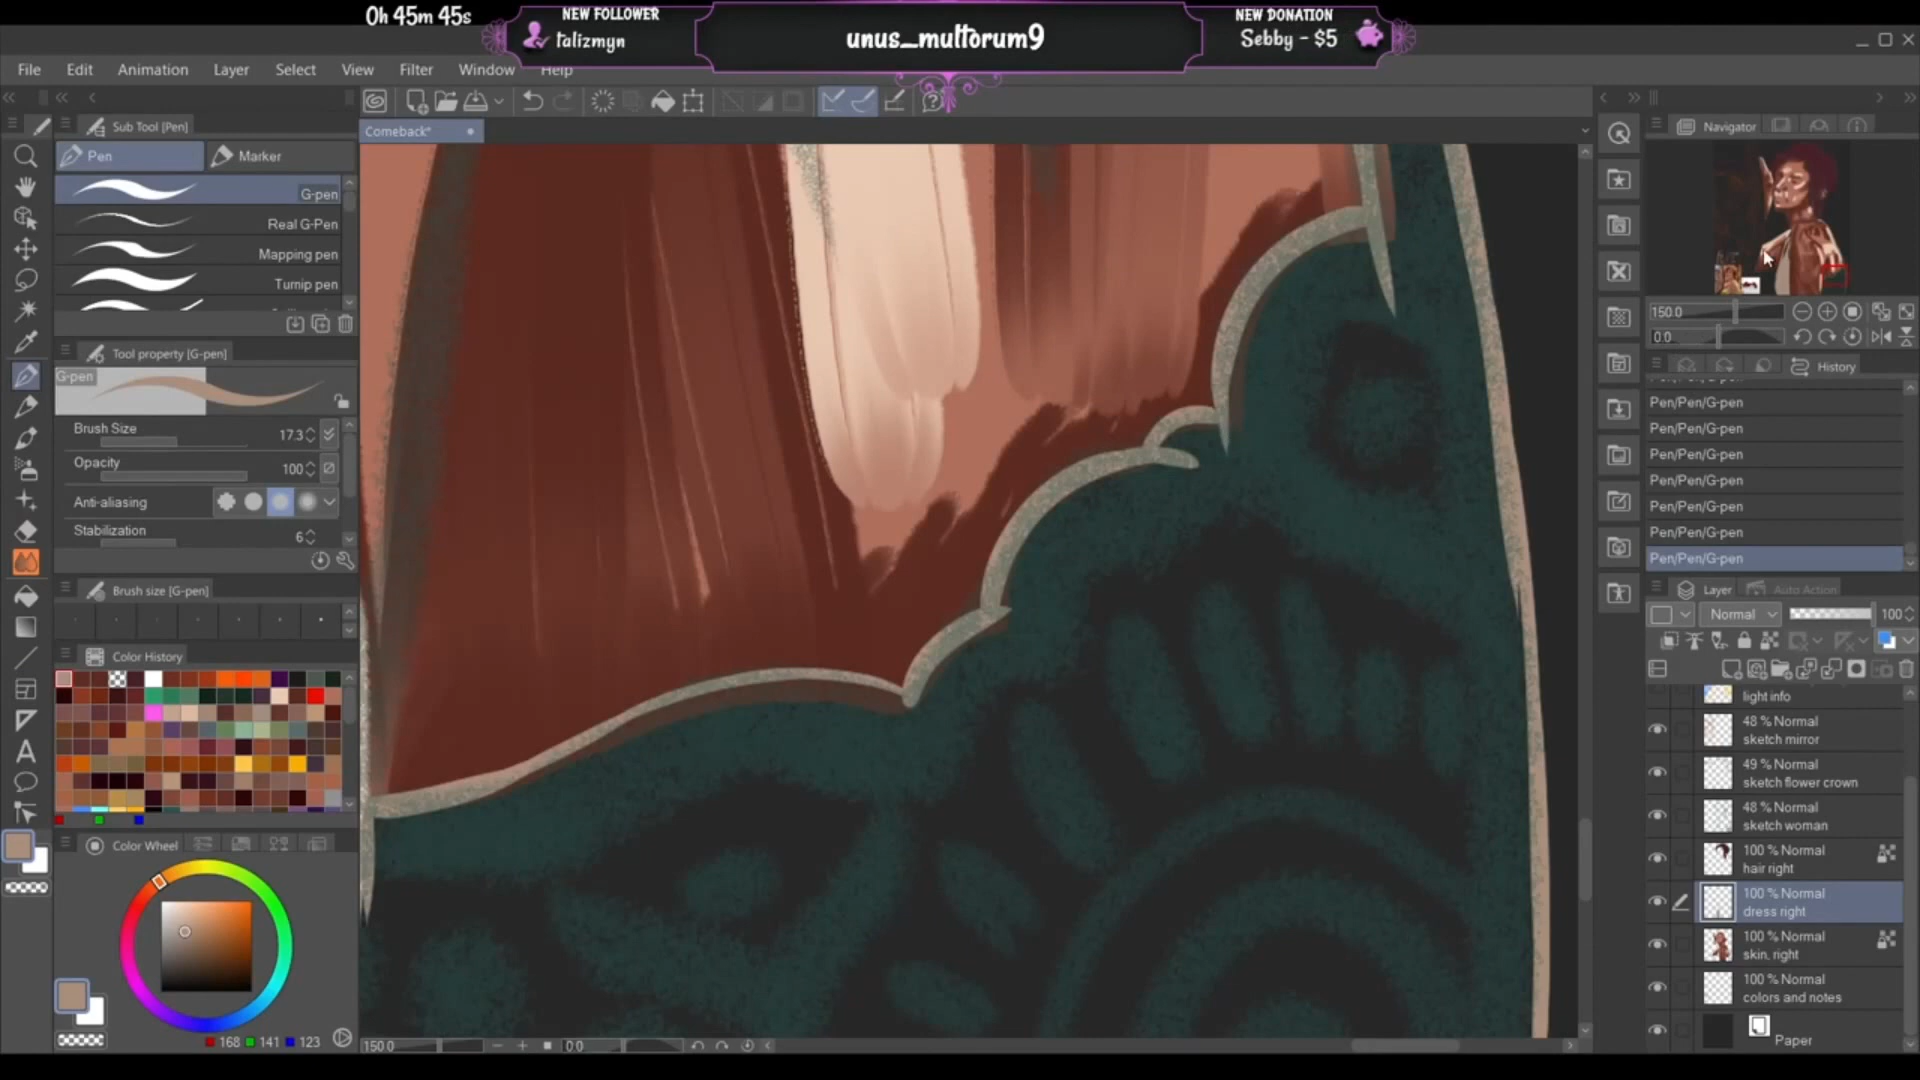 0h 45m 45s
NEW FOLLOWER
talizmyn
unus_multorum9
NEW DONATION
Sebby - $5
File Edit Animation Layer Select View Filter Window Help
Comeback*
Sub Tool [Pen]
Pen
Marker
G-pen
Real G-Pen
Mapping pen
Turnip pen
Tool property [G-pen]
G-pen
Brush Size
17.3
Opacity
100
Anti-aliasing
Stabilization
6
Brush size [G-pen]
Color History
Color Wheel
168 141 123
150.0
0.0
Navigator
150.0
0.0
History
Pen/Pen/G-pen
Pen/Pen/G-pen
Pen/Pen/G-pen
Pen/Pen/G-pen
Pen/Pen/G-pen
Pen/Pen/G-pen
Pen/Pen/G-pen
Layer
Auto Action
Normal
100
light info
48 % Normal
sketch mirror
49 % Normal
sketch flower crown
48 % Normal
sketch woman
100 % Normal
hair right
100 % Normal
dress right
100 % Normal
skin, right
100 % Normal
colors and notes
Paper